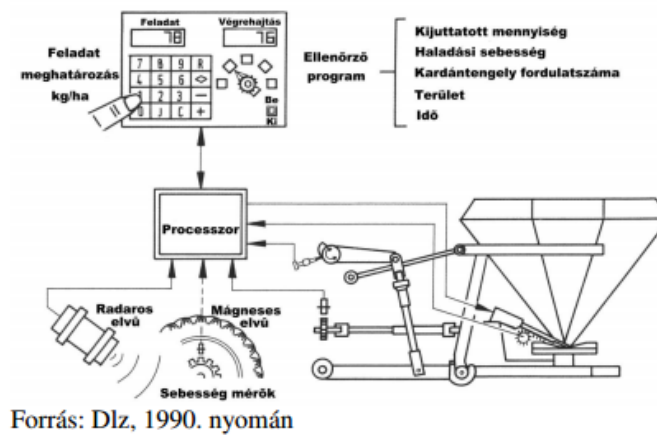 Feladat
Végrehajtás
78
76
Feladat
meghatározás
kg/ha
7 8 9 R
4 5 6
2 3 —
0 J C +
Be
Ki
Ellenőrző
program
Kijuttatott mennyiség
Haladási sebesség
Kardántengely fordulatszáma
Terület
Idő
Processzor
Radaros
elvű
Mágneses
elvű
Sebesség mérők
Forrás: Dlz, 1990. nyomán